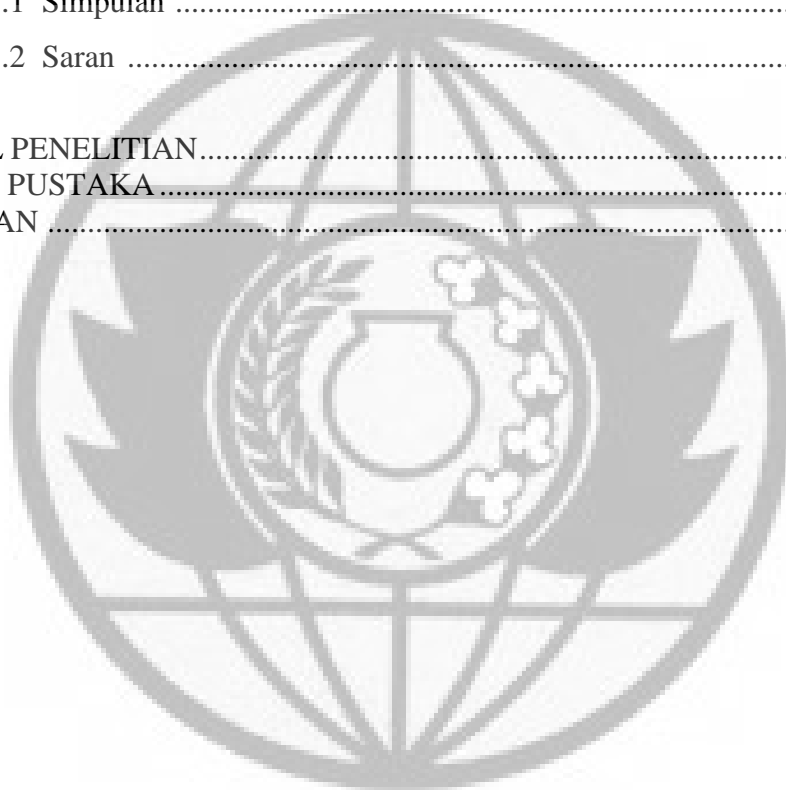 .1 Simpulan ..........................................................................
.2 Saran ..........................................................................
PENELITIAN..........................................................................
PUSTAKA..........................................................................
AN ..........................................................................